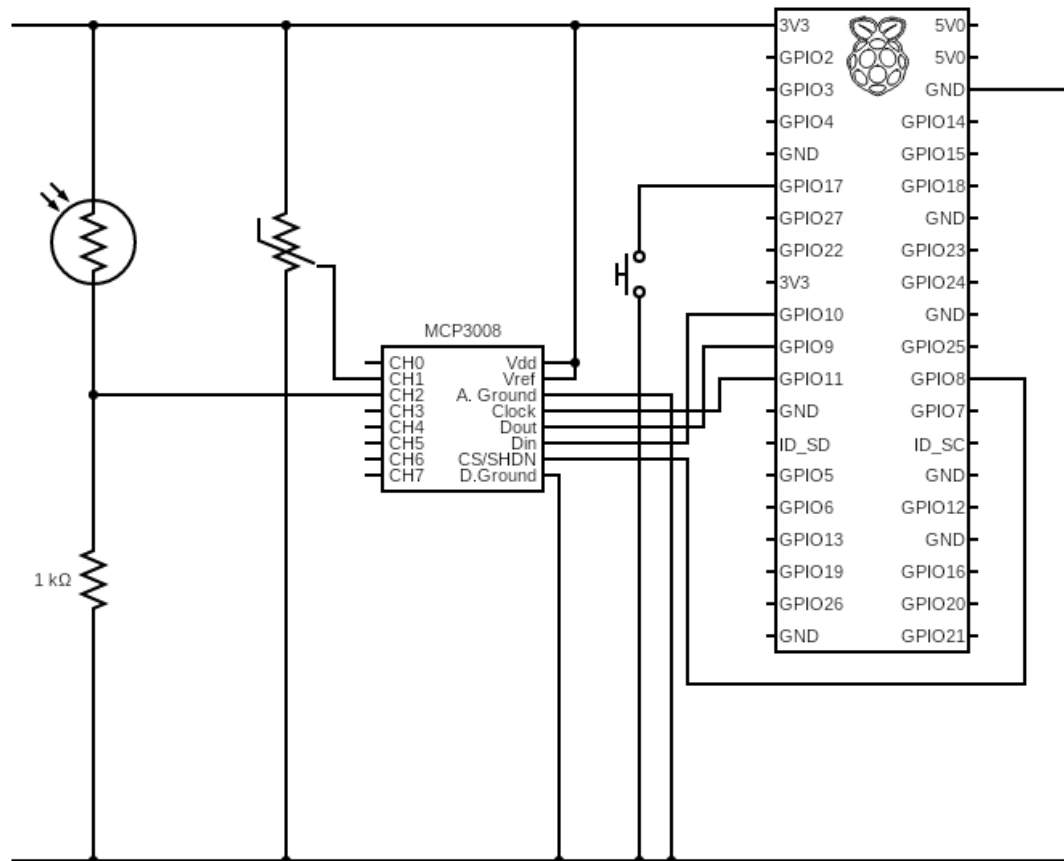 3V3 5V0
GPIO2 5V0
GPIO3 GND
GPIO4 GPIO14
GND GPIO15
GPIO17 GPIO18
GPIO27 GND
GPIO22 GPIO23
3V3 GPIO24
GPIO10 GND
GPIO9 GPIO25
GPIO11 GPIO8
GND GPIO7
ID_SD ID_SC
GPIO5 GND
GPIO6 GPIO12
GPIO13 GND
GPIO19 GPIO16
GPIO26 GPIO20
GND GPIO21
MCP3008
CH0 Vdd
CH1 Vref
CH2 A. Ground
CH3 Clock
CH4 Dout
CH5 Din
CH6 CS/SHDN
CH7 D.Ground
1 kΩ